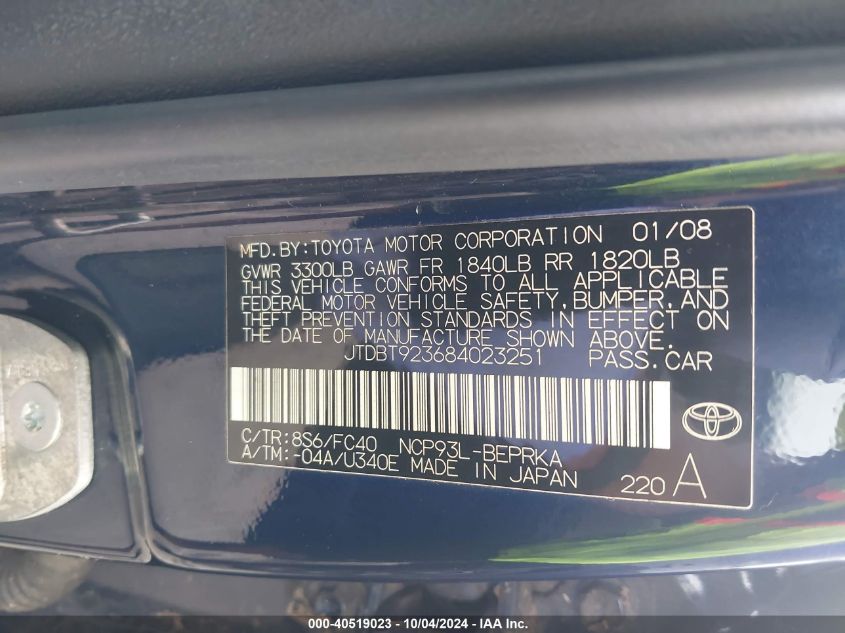 MFD.BY:TOYOTA MOTOR CORPORATION 01/08
GVWR 3300LB GAWR FR 1840LB RR 1820LB
THIS VEHICLE CONFORMS TO ALL APPLICABLE
FEDERAL MOTOR VEHICLE SAFETY,BUMPER,AND
THEFT PREVENTION STANDARDS IN EFFECT ON
THE DATE OF MANUFACTURE SHOWN ABOVE.
JTDBT923684023251 PASS.CAR
C/TR:8S6/FC40 NCP93L-BEPRKA
A/TM:-04A/U340E MADE IN JAPAN 220 A
000-40519023 - 10/04/2024 - IAA Inc.